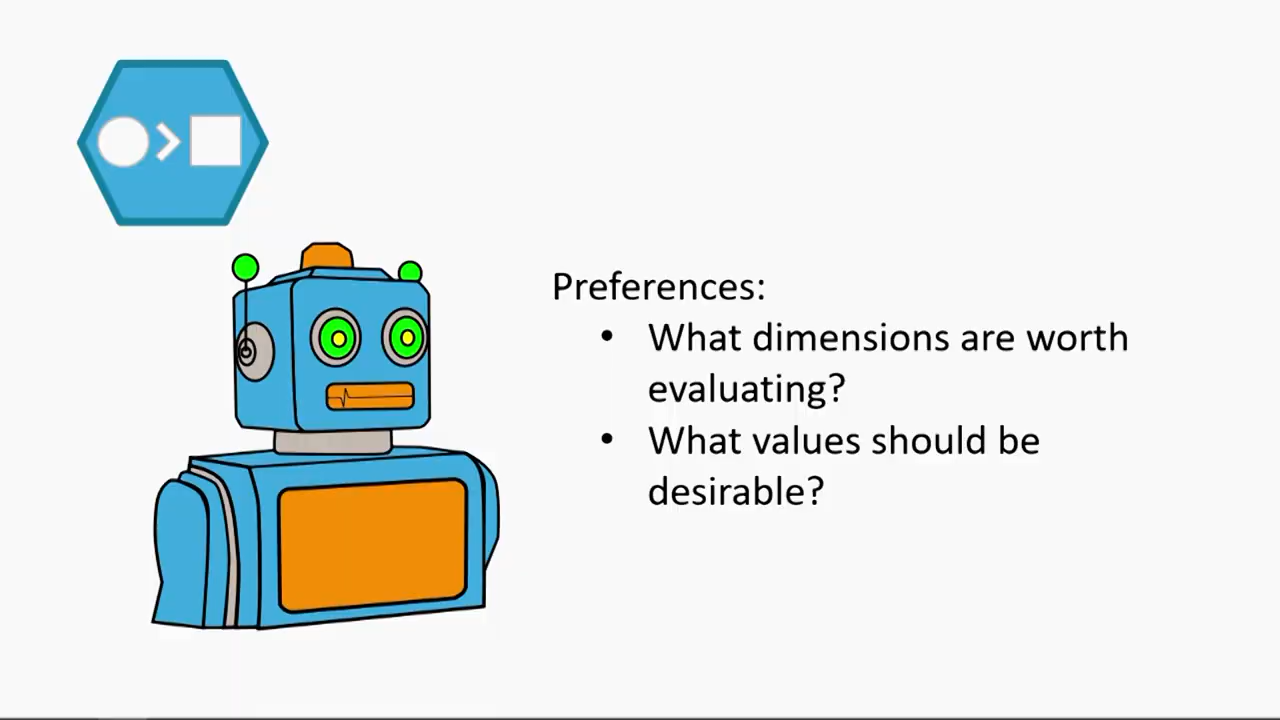 Preferences:
• What dimensions are worth
evaluating?
• What values should be
desirable?